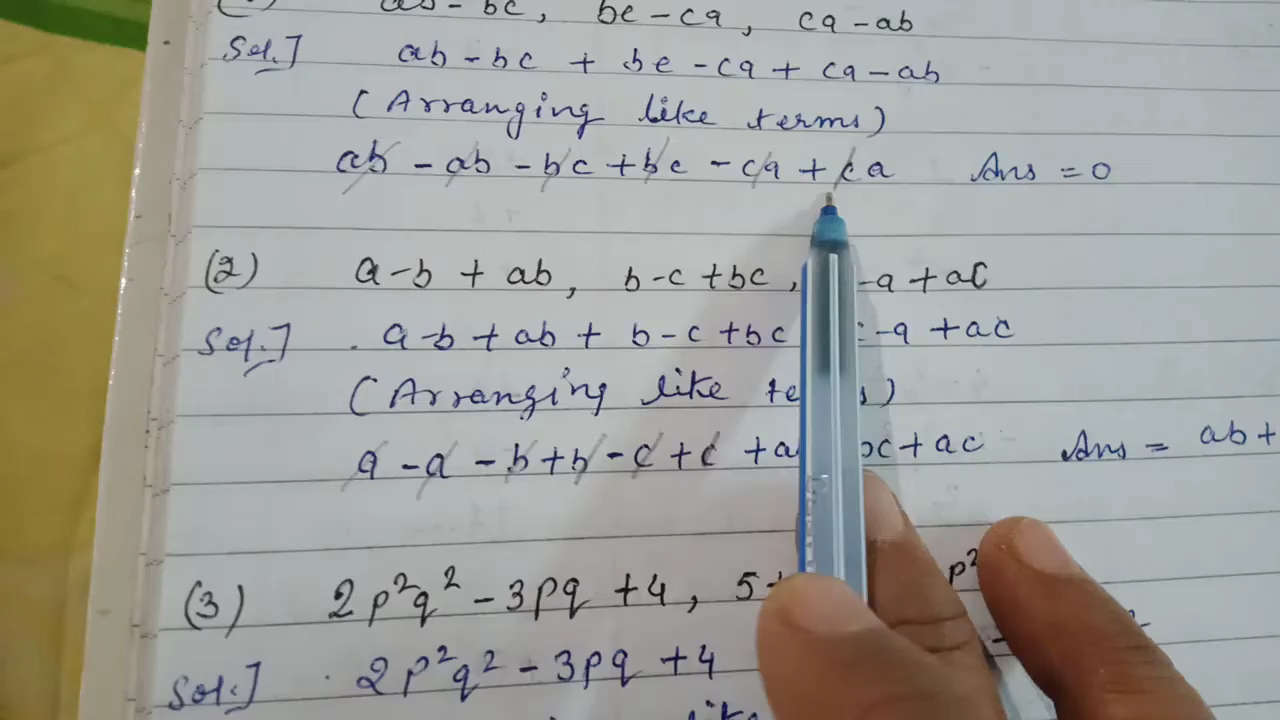 ab - bc, bc - ca, ca - ab
Sol.] ab - bc + bc - ca + ca - ab
(Arranging like terms)
ab - ab - bc + bc - ca + ca Ans = 0
(2) a - b + ab, b - c + bc, - a + ac
Sol.] a - b + ab + b - c + bc - a + ac
(Arranging like
a - a - b + b - c + c + ac Ans = ab +
(3) 2p²q² - 3pq + 4, 5 p²
Sol.] 2p²q² - 3pq + 4
like